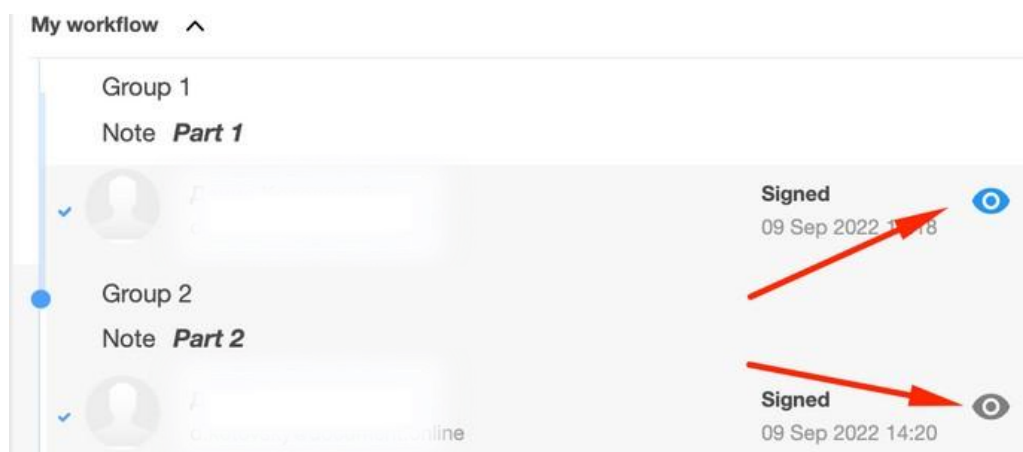 My workflow
Group 1
Note Part 1
Signed
09 Sep 2022
Group 2
Note Part 2
Signed
09 Sep 2022 14:20